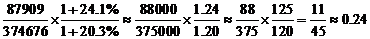 87909/374676 × (1+24.1%)/(1+20.3%) ≈ 88000/375000 × 1.24/1.20 ≈ 88/375 × 125/120 = 11/45 ≈ 0.24